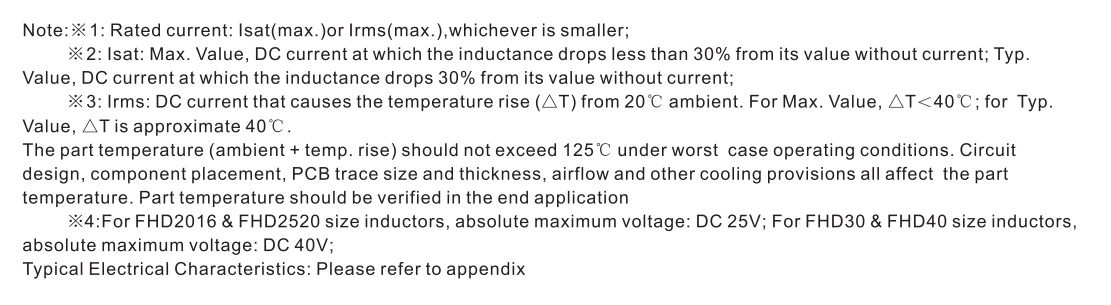 Note:※1: Rated current: Isat(max.)or Irms(max.),whichever is smaller;
※2: Isat: Max. Value, DC current at which the inductance drops less than 30% from its value without current; Typ.
Value, DC current at which the inductance drops 30% from its value without current;
※3: Irms: DC current that causes the temperature rise (△T) from 20℃ ambient. For Max. Value, △T<40℃; for Typ.
Value, △T is approximate 40℃.
The part temperature (ambient + temp. rise) should not exceed 125℃ under worst case operating conditions. Circuit
design, component placement, PCB trace size and thickness, airflow and other cooling provisions all affect the part
temperature. Part temperature should be verified in the end application
※4:For FHD2016 & FHD2520 size inductors, absolute maximum voltage: DC 25V; For FHD30 & FHD40 size inductors,
absolute maximum voltage: DC 40V;
Typical Electrical Characteristics: Please refer to appendix